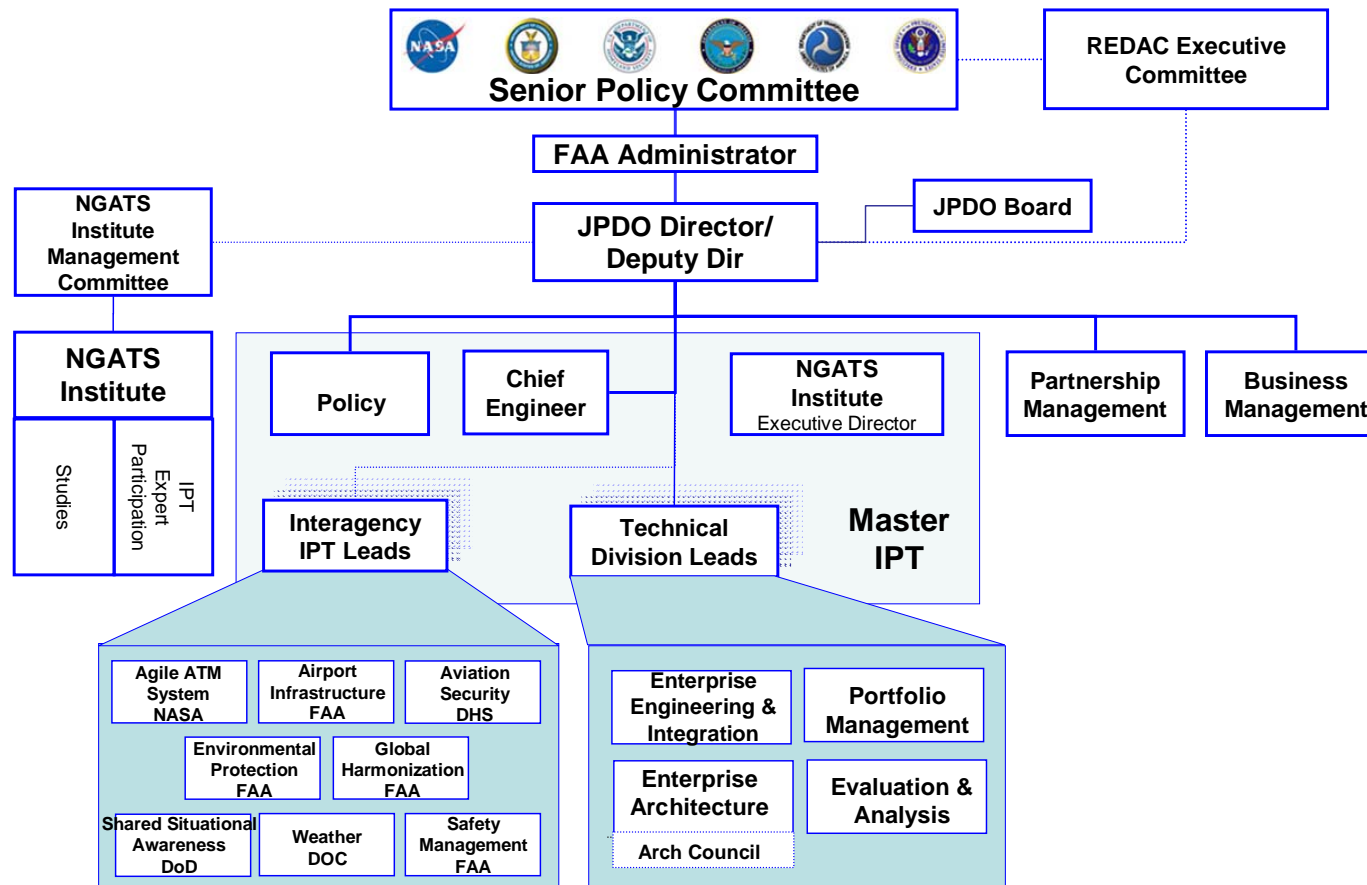 NASA
Senior Policy Committee
REDAC Executive
Committee
FAA Administrator
NGATS
Institute
Management
Committee
JPDO Director/
Deputy Dir
JPDO Board
NGATS
Institute
Studies
IPT
Expert
Participation
Policy
Chief
Engineer
NGATS
Institute
Executive Director
Partnership
Management
Business
Management
Interagency
IPT Leads
Technical
Division Leads
Master
IPT
Agile ATM
System
NASA
Airport
Infrastructure
FAA
Aviation
Security
DHS
Environmental
Protection
FAA
Global
Harmonization
FAA
Shared Situational
Awareness
DoD
Weather
DOC
Safety
Management
FAA
Enterprise
Engineering &
Integration
Portfolio
Management
Enterprise
Architecture
Arch Council
Evaluation &
Analysis